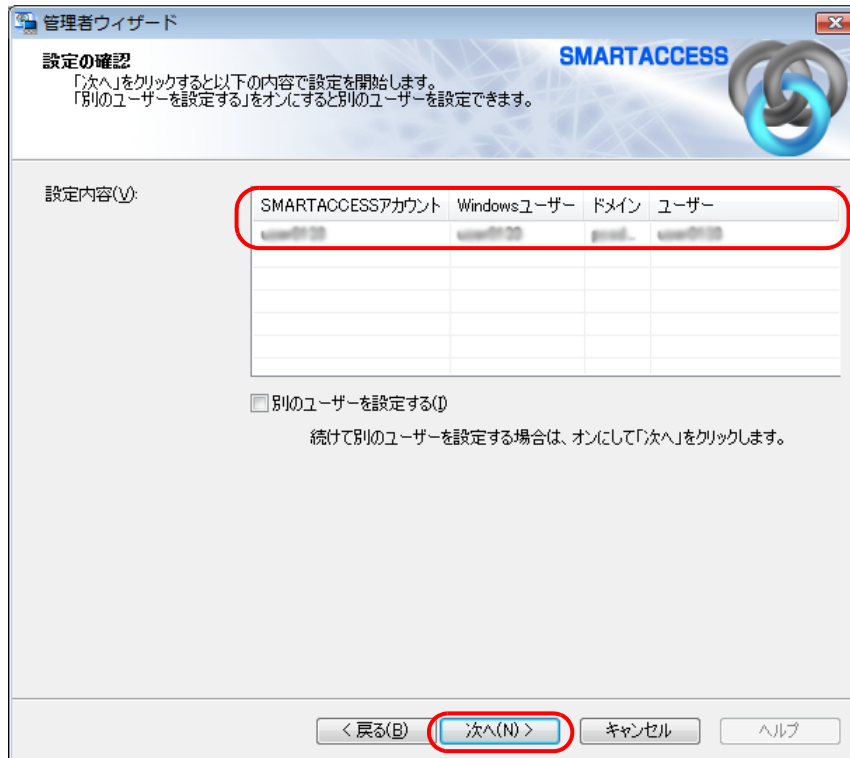 管理者ウィザード
設定の確認
「次へ」をクリックすると以下の内容で設定を開始します。
「別のユーザーを設定する」をオンにすると別のユーザーを設定できます。
SMARTACCESS
設定内容(V):
SMARTACCESSアカウント Windowsユーザー ドメイン ユーザー
別のユーザーを設定する(I)
続けて別のユーザーを設定する場合は、オンにして「次へ」をクリックします。
< 戻る(B) 次へ(N) > キャンセル ヘルプ